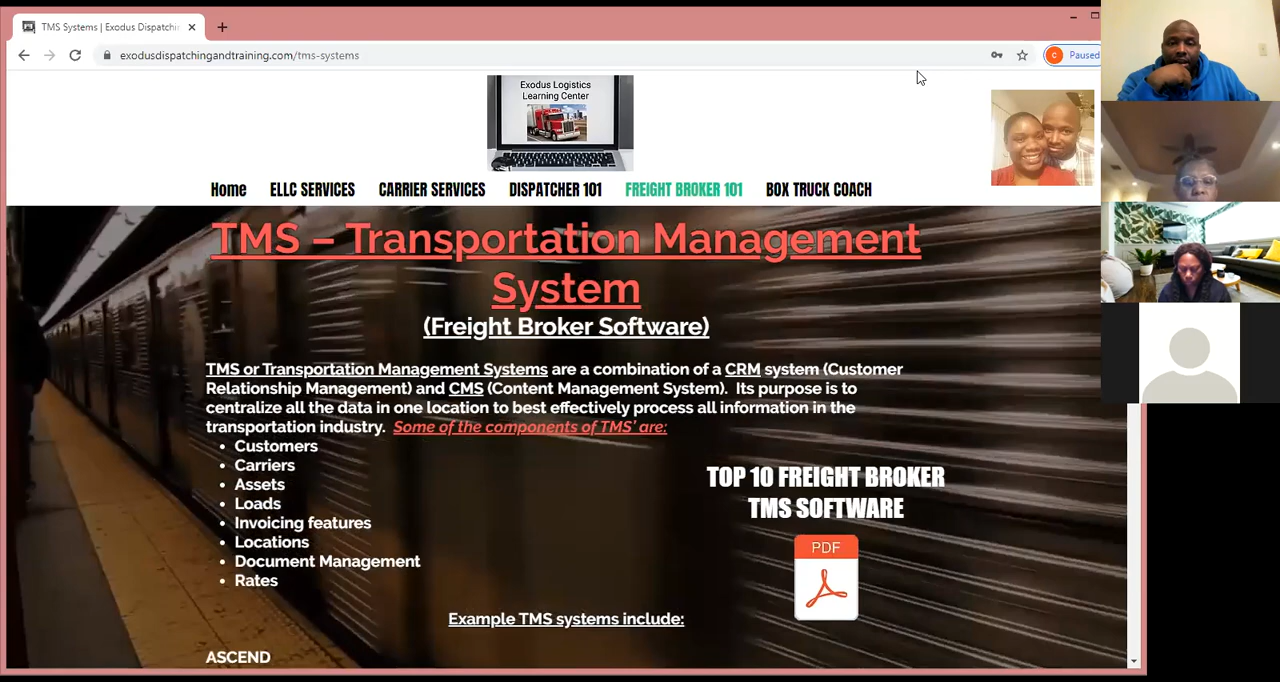 TMS Systems | Exodus Dispatchi
exodusdispatchingandtraining.com/tms-systems
C
Paused
Exodus Logistics
Learning Center
Home ELLC SERVICES CARRIER SERVICES DISPATCHER 101 FREIGHT BROKER 101 BOX TRUCK COACH
TMS – Transportation Management
System
(Freight Broker Software)
TMS or Transportation Management Systems are a combination of a CRM system (Customer
Relationship Management) and CMS (Content Management System). Its purpose is to
centralize all the data in one location to best effectively process all information in the
transportation industry. Some of the components of TMS' are:
• Customers
• Carriers
• Assets
• Loads
• Invoicing features
• Locations
• Document Management
• Rates
TOP 10 FREIGHT BROKER
TMS SOFTWARE
PDF
Example TMS systems include:
ASCEND